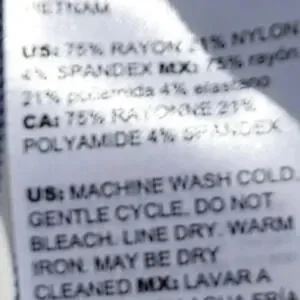 VIETNAM
US: 75% RAYON 21% NYLON
4% SPANDEX MX: 75% rayón
21% poliamida 4% elastano
CA: 75% RAYONNE 21%
POLYAMIDE 4% SPANDEX
US: MACHINE WASH COLD.
GENTLE CYCLE. DO NOT
BLEACH. LINE DRY. WARM
IRON. MAY BE DRY
CLEANED MX: LAVAR A